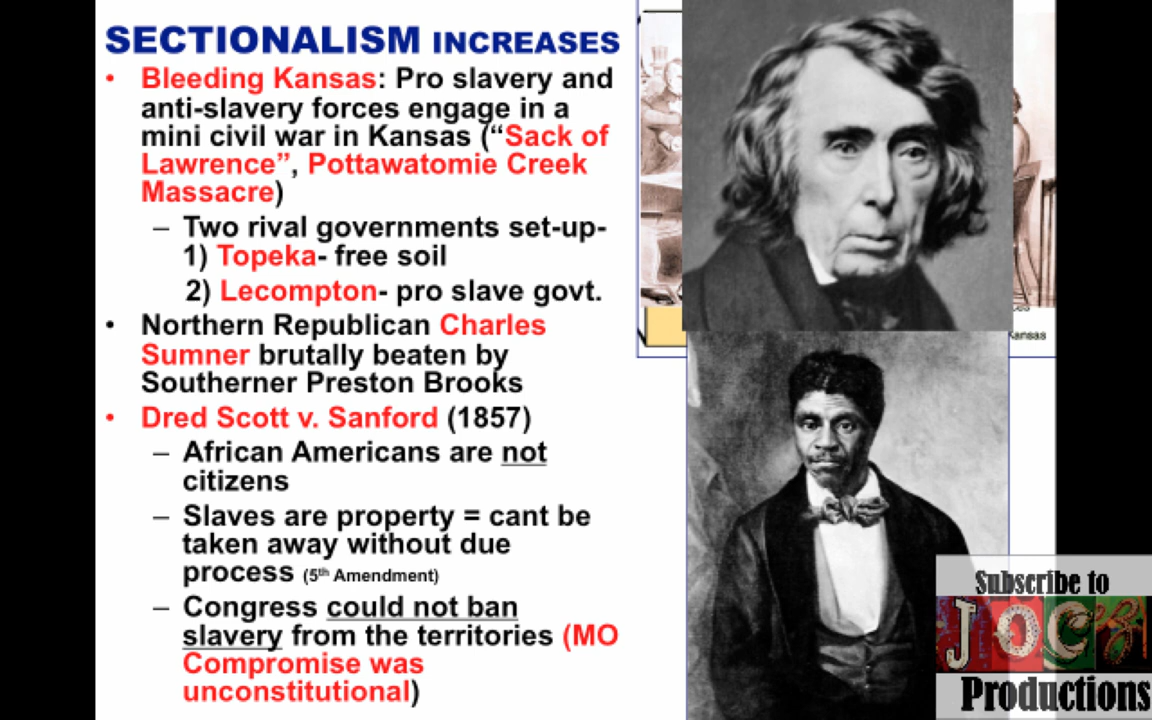 SECTIONALISM INCREASES
• Bleeding Kansas: Pro slavery and
anti-slavery forces engage in a
mini civil war in Kansas (“Sack of
Lawrence”, Pottawatomie Creek
Massacre)
– Two rival governments set-up-
1) Topeka- free soil
2) Lecompton- pro slave govt.
• Northern Republican Charles
Sumner brutally beaten by
Southerner Preston Brooks
• Dred Scott v. Sanford (1857)
– African Americans are not
citizens
– Slaves are property = cant be
taken away without due
process (5th Amendment)
– Congress could not ban
slavery from the territories (MO
Compromise was
unconstitutional)
Kansas
Subscribe to
JOCZ
Productions